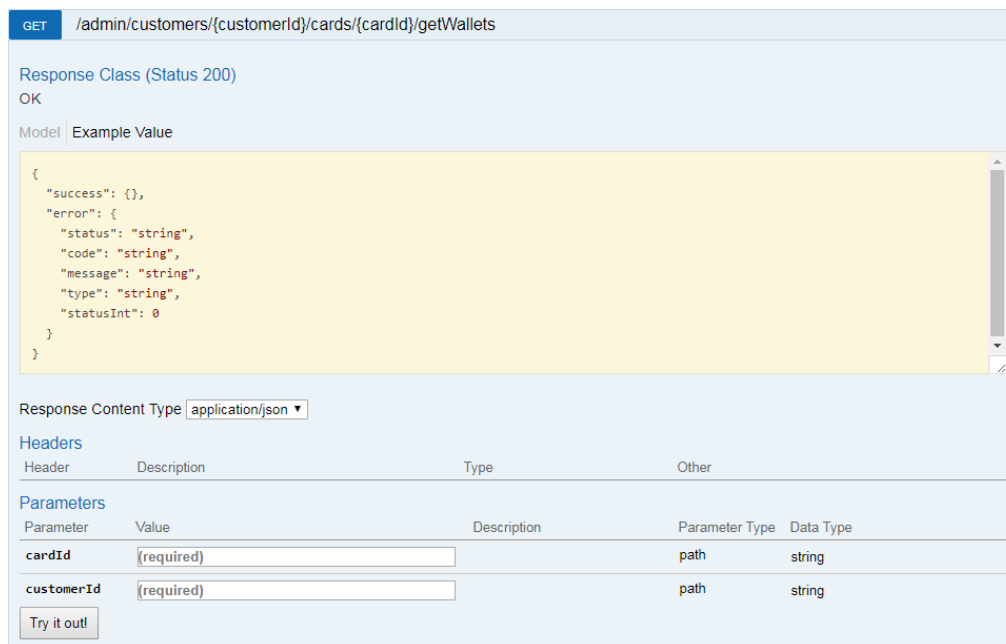 GET /admin/customers/{customerId}/cards/{cardId}/getWallets
Response Class (Status 200)
OK
Model Example Value
{
"success": {},
"error": {
"status": "string",
"code": "string",
"message": "string",
"type": "string",
"statusInt": 0
}
}
Response Content Type application/json
Headers
Header Description Type Other
Parameters
Parameter Value Description Parameter Type Data Type
cardId (required) path string
customerId (required) path string
Try it out!